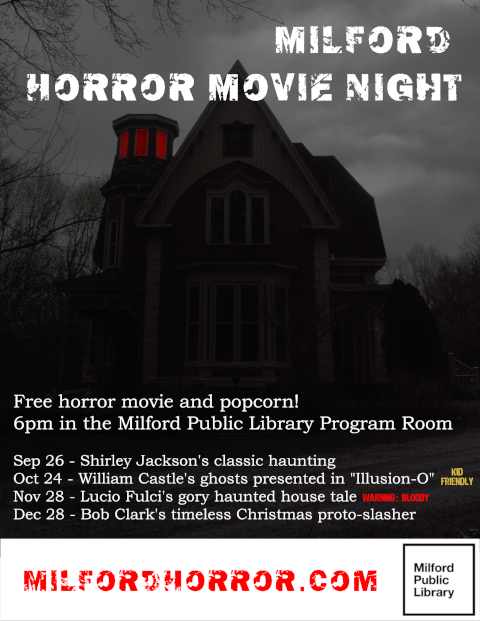 MILFORD
HORROR MOVIE NIGHT
Free horror movie and popcorn!
6pm in the Milford Public Library Program Room
Sep 26 - Shirley Jackson's classic haunting
Oct 24 - William Castle's ghosts presented in "Illusion-O" KID FRIENDLY
Nov 28 - Lucio Fulci's gory haunted house tale WARNING: BLOODY
Dec 28 - Bob Clark's timeless Christmas proto-slasher
MILFORDHORROR.COM
Milford
Public
Library